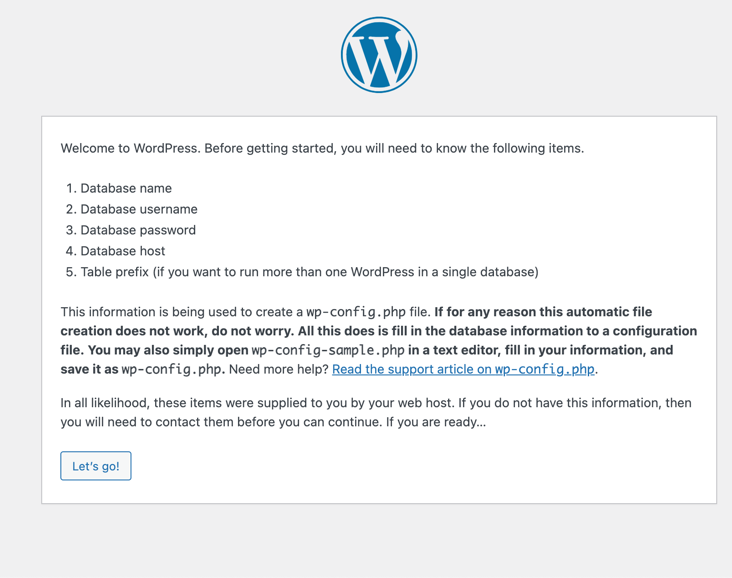 Welcome to WordPress. Before getting started, you will need to know the following items.
1. Database name
2. Database username
3. Database password
4. Database host
5. Table prefix (if you want to run more than one WordPress in a single database)
This information is being used to create a wp-config.php file. If for any reason this automatic file
creation does not work, do not worry. All this does is fill in the database information to a configuration
file. You may also simply open wp-config-sample.php in a text editor, fill in your information, and
save it as wp-config.php. Need more help? Read the support article on wp-config.php.
In all likelihood, these items were supplied to you by your web host. If you do not have this information, then
you will need to contact them before you can continue. If you are ready...
Let's go!